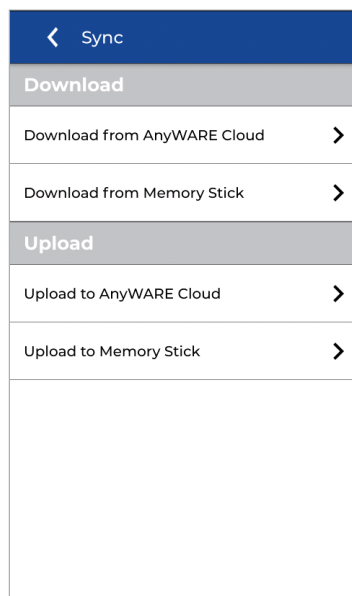 Sync
Download
Download from AnyWARE Cloud
Download from Memory Stick
Upload
Upload to AnyWARE Cloud
Upload to Memory Stick